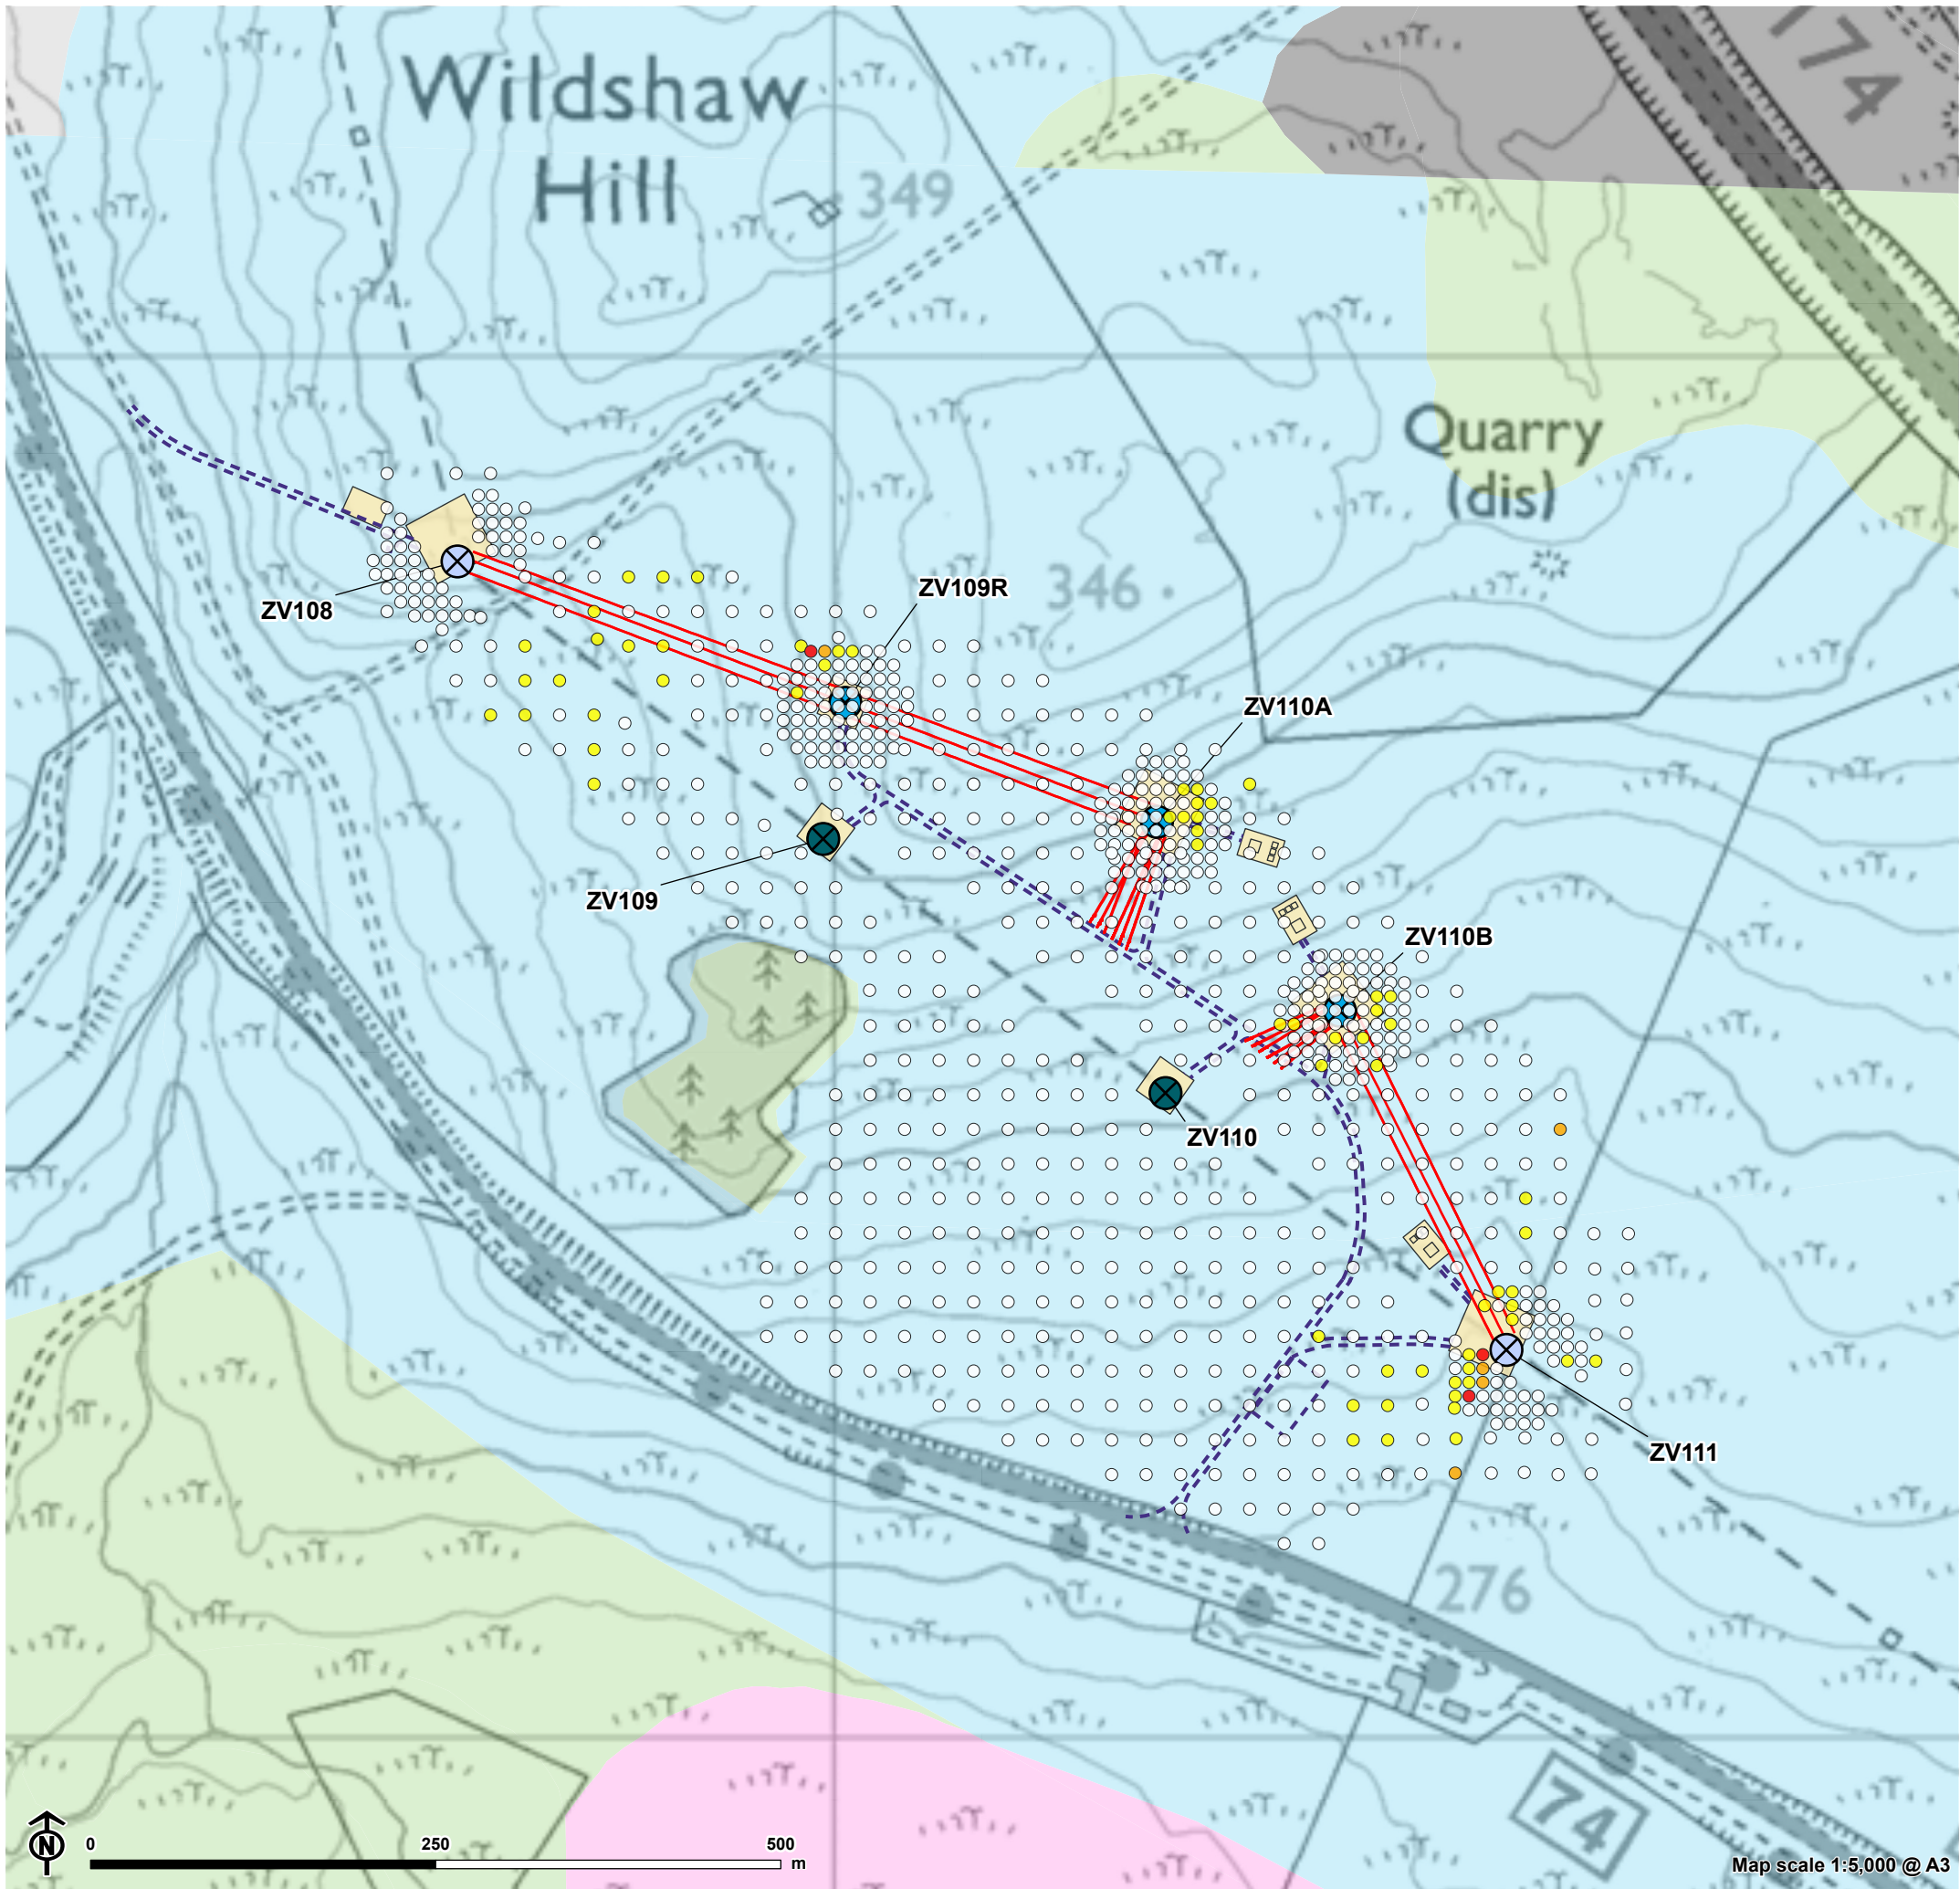 174
Wildshaw
Hill
349
Quarry
(dis)
ZV109R
346
ZV108
ZV110A
ZV109
ZV110B
ZV110
ZV111
276
74
N
0 250 500
m
Map scale 1:5,000 @ A3